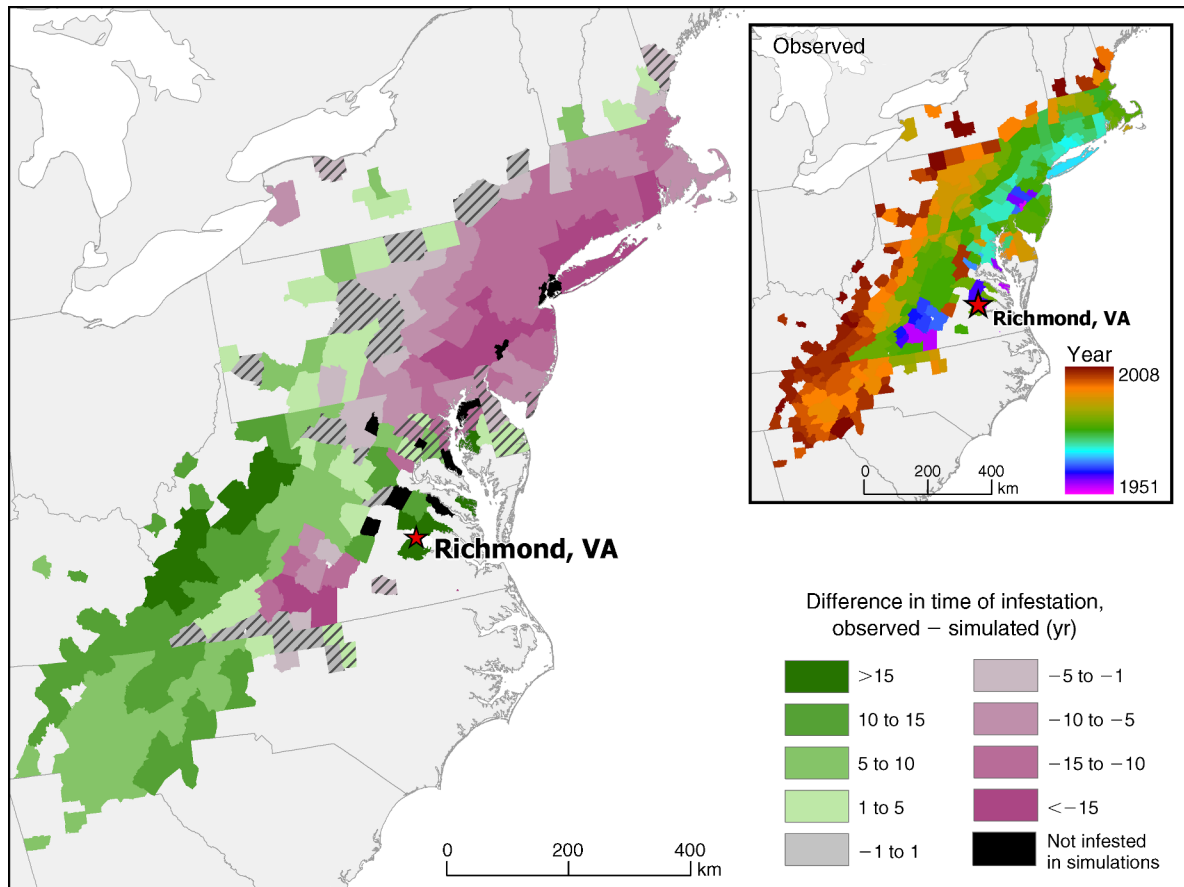 Observed
Richmond, VA
Year
2008
1951
0 200 400
km
Richmond, VA
Difference in time of infestation,
observed − simulated (yr)
>15
10 to 15
5 to 10
1 to 5
−1 to 1
−5 to −1
−10 to −5
−15 to −10
<−15
Not infested
in simulations
0 200 400
km